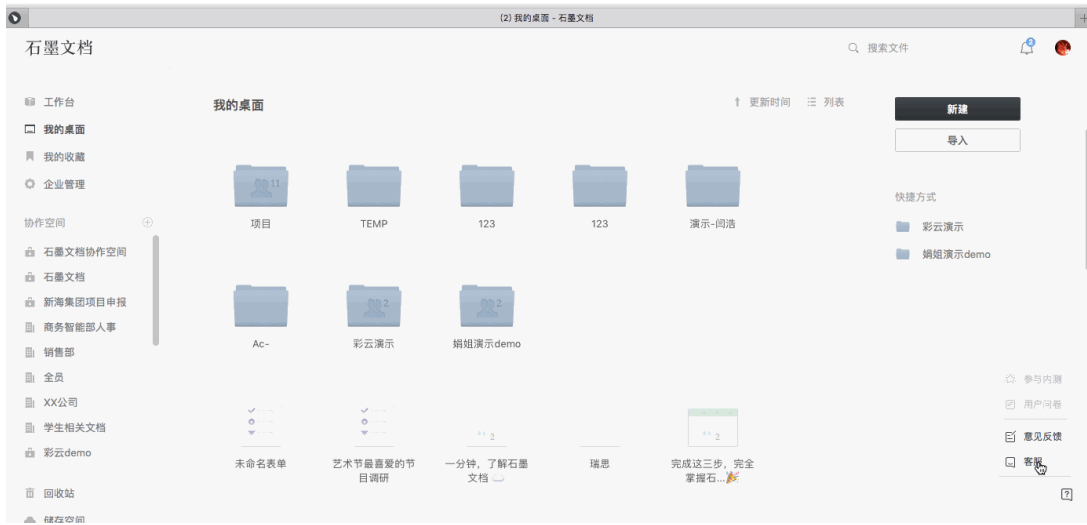 (2) 我的桌面 - 石墨文档
石墨文档
搜索文件
2
工作台
我的桌面
我的收藏
企业管理
协作空间
石墨文档协作空间
石墨文档
新海集团项目申报
商务智能部人事
销售部
全员
XX公司
学生相关文档
彩云demo
回收站
储存空间
我的桌面
更新时间
列表
11
项目
TEMP
123
123
演示-闫浩
2
2
Ac-
彩云演示
娟姐演示demo
2
2
未命名表单
艺术节最喜爱的节
目调研
一分钟，了解石墨
文档
瑞思
完成这三步，完全
掌握石...
新建
导入
快捷方式
彩云演示
娟姐演示demo
参与内测
用户问卷
意见反馈
客服
?